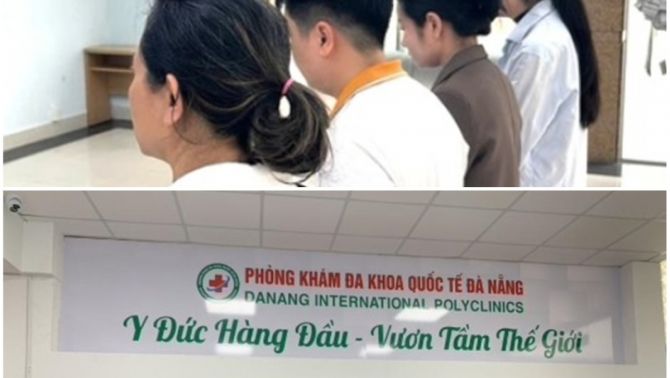 PHÒNG KHÁM ĐA KHOA QUỐC TẾ ĐÀ NẴNG
DANANG INTERNATIONAL POLYCLINICS
Y Đức Hàng Đầu - Vươn Tầm Thế Giới